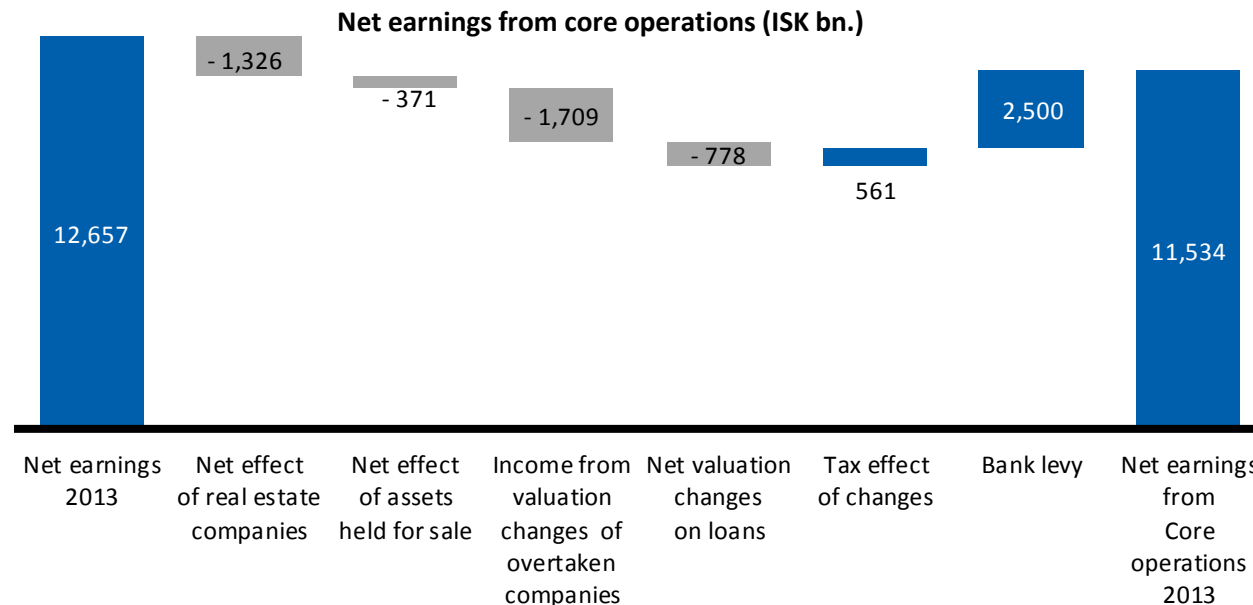 Net earnings from core operations (ISK bn.)
12,657
- 1,326
- 371
- 1,709
- 778
561
2,500
11,534
Net earnings
2013
Net effect
of real estate
companies
Net effect
of assets
held for sale
Income from
valuation
changes of
overtaken
companies
Net valuation
changes
on loans
Tax effect
of changes
Bank levy
Net earnings
from
Core
operations
2013